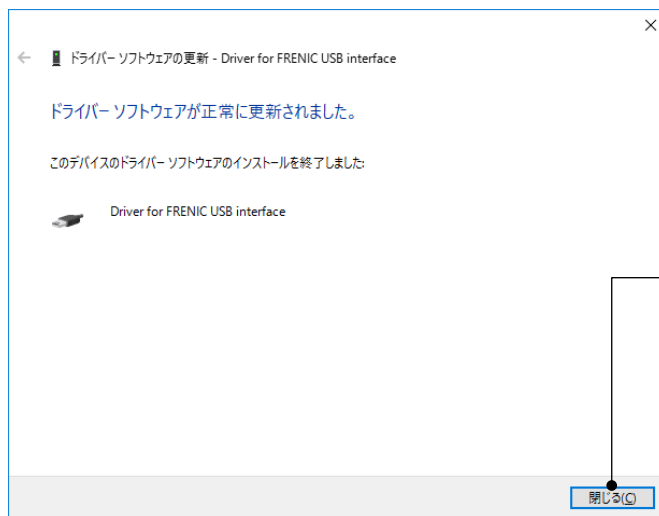 ドライバー ソフトウェアの更新 - Driver for FRENIC USB interface
ドライバー ソフトウェアが正常に更新されました。
このデバイスのドライバー ソフトウェアのインストールを終了しました:
Driver for FRENIC USB interface
閉じる(C)